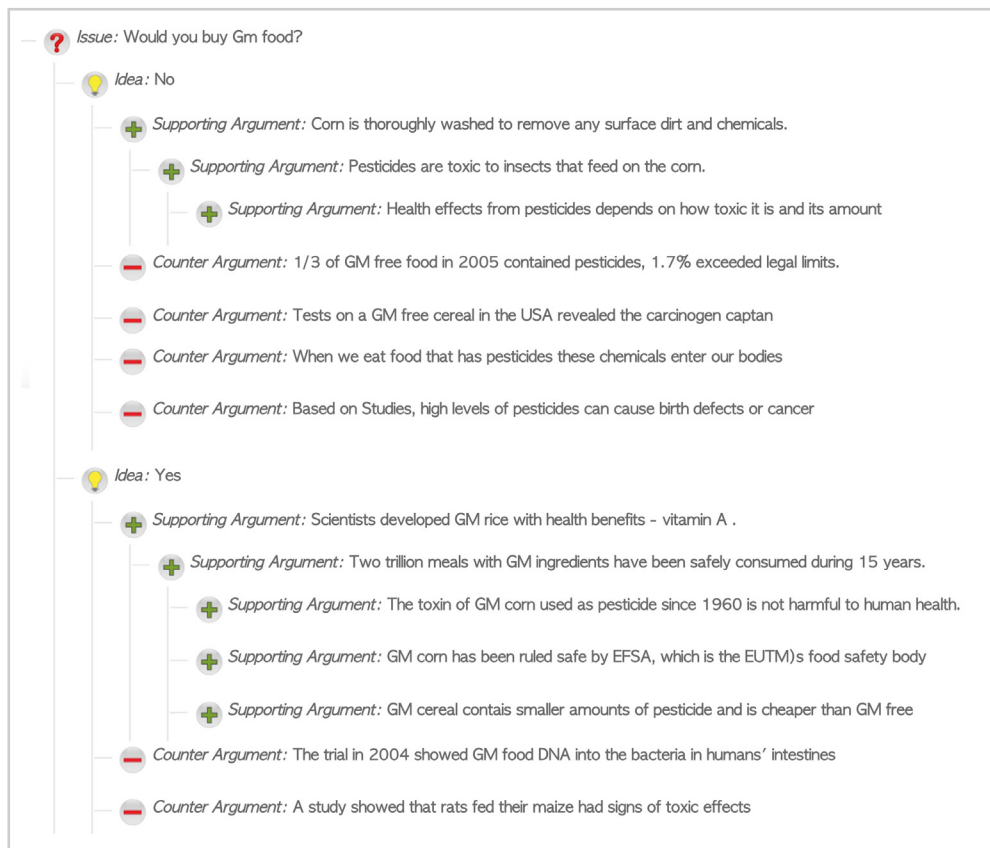 Issue: Would you buy Gm food?
Idea: No
Supporting Argument: Corn is thoroughly washed to remove any surface dirt and chemicals.
Supporting Argument: Pesticides are toxic to insects that feed on the corn.
Supporting Argument: Health effects from pesticides depends on how toxic it is and its amount
Counter Argument: 1/3 of GM free food in 2005 contained pesticides, 1.7% exceeded legal limits.
Counter Argument: Tests on a GM free cereal in the USA revealed the carcinogen captan
Counter Argument: When we eat food that has pesticides these chemicals enter our bodies
Counter Argument: Based on Studies, high levels of pesticides can cause birth defects or cancer
Idea: Yes
Supporting Argument: Scientists developed GM rice with health benefits - vitamin A .
Supporting Argument: Two trillion meals with GM ingredients have been safely consumed during 15 years.
Supporting Argument: The toxin of GM corn used as pesticide since 1960 is not harmful to human health.
Supporting Argument: GM corn has been ruled safe by EFSA, which is the EUTM)s food safety body
Supporting Argument: GM cereal contais smaller amounts of pesticide and is cheaper than GM free
Counter Argument: The trial in 2004 showed GM food DNA into the bacteria in humans' intestines
Counter Argument: A study showed that rats fed their maize had signs of toxic effects